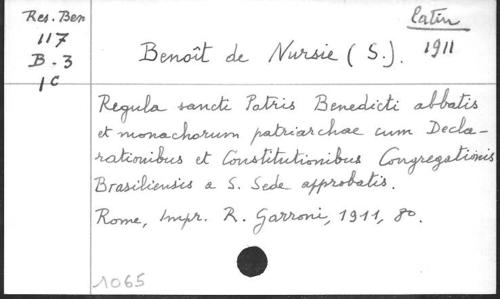 Res. Ben
117
B. 3
1C
latin
1911
Benoît de Nursie (S.).
Regula sancti Patris Benedicti abbatis
et monachorum patriarchae cum Decla-
rationibus et Constitutionibus Congregationis
Brasiliensis a S. Sede approbatis.
Rome, Impr. R. Garroni, 1911, 8o.
1065